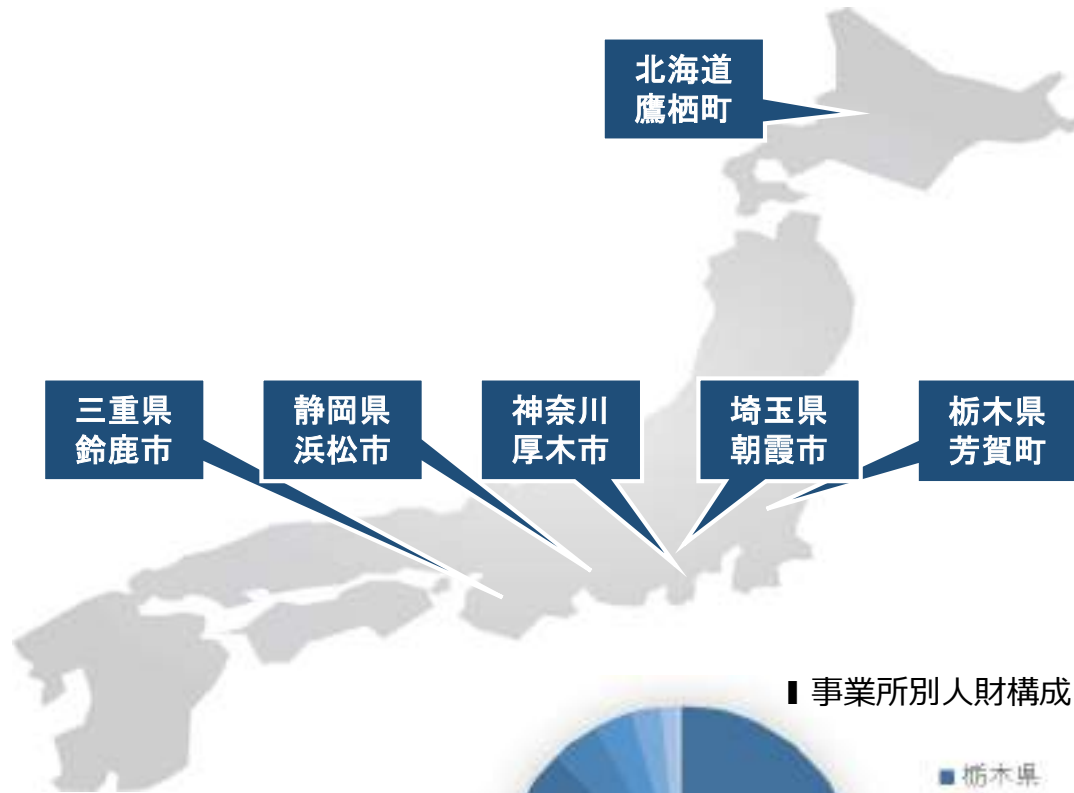 北海道
鷹栖町
三重県
鈴鹿市
静岡県
浜松市
神奈川
厚木市
埼玉県
朝霞市
栃木県
芳賀町
事業所別人財構成
栃木県